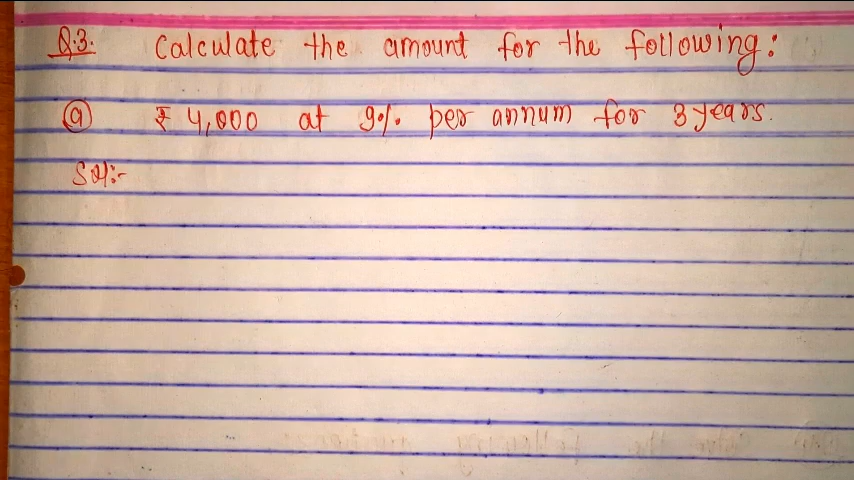 Q.3. Calculate the amount for the following:
(a) ₹ 4,000 at 9% per annum for 3 years.
Sol:-